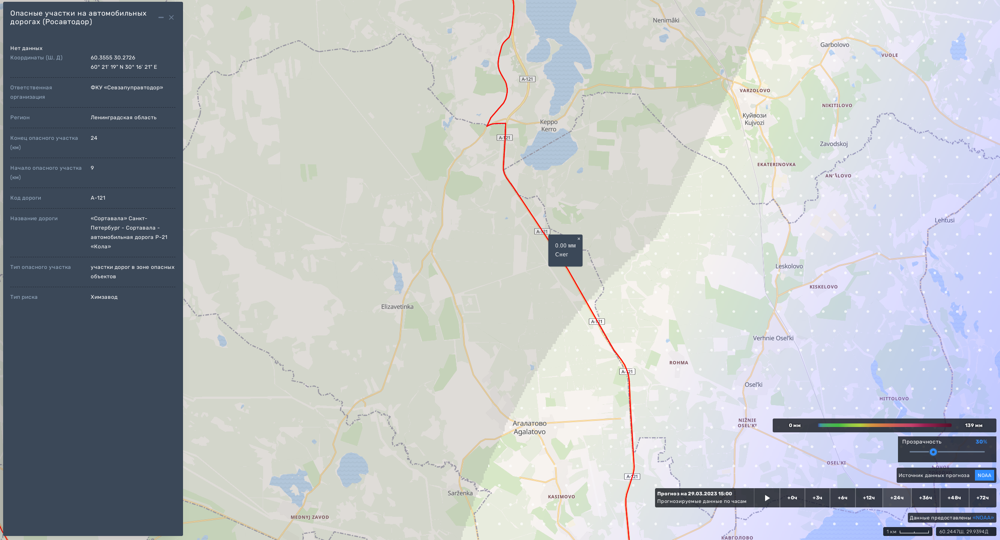 Опасные участки на автомобильных
дорогах (Росавтодор)
Нет данных
Координаты (Ш, Д)
60.3555 30.2726
60° 21' 19" N 30° 16' 21" E
Ответственная
организация
ФКУ «Севзапуправтодор»
Регион
Ленинградская область
Конец опасного участка
(км)
24
Начало опасного участка
(км)
9
Код дороги
А-121
Название дороги
«Сортавала» Санкт-
Петербург - Сортавала -
автомобильная дорога Р-21
«Кола»
Тип опасного участка
участки дорог в зоне опасных
объектов
Тип риска
Химзавод
Nenimâki
Garbolovo
VUOLE
A-121
VARZOLOVO
NIKITILOVO
Куйвози
Kujvozi
Керро
Kerro
A-121
Zavodskoj
EKATERINOVKA
AN'ÂLOVO
Lehtusi
A-121
×
0.00 мм
Снег
Leskolovo
KISKELOVO
Elizavetinka
A-121
Verhnie Osel'ki
ROHMA
A-121
Osel'ki
HITTOLOVO
Агалатово
Agalatovo
NIŽNIE
OSEL'KI
0 мм
139 мм
Прозрачность
30%
OSEL'KI
NOVOE
TOKSOVO
Источник данных прогноза
NOAA
A-121
Sarženka
KASIMOVO
Прогноз на 29.03.2023 15:00
Прогнозируемые данные по часам
+0ч
+3ч
+6ч
+12ч
+24ч
+36ч
+48ч
+72ч
MEDNYJ ZAVOD
Данные предоставлены «NOAA»
1 км
60.2447Ш, 29.9394Д
КАВГОЛОВО